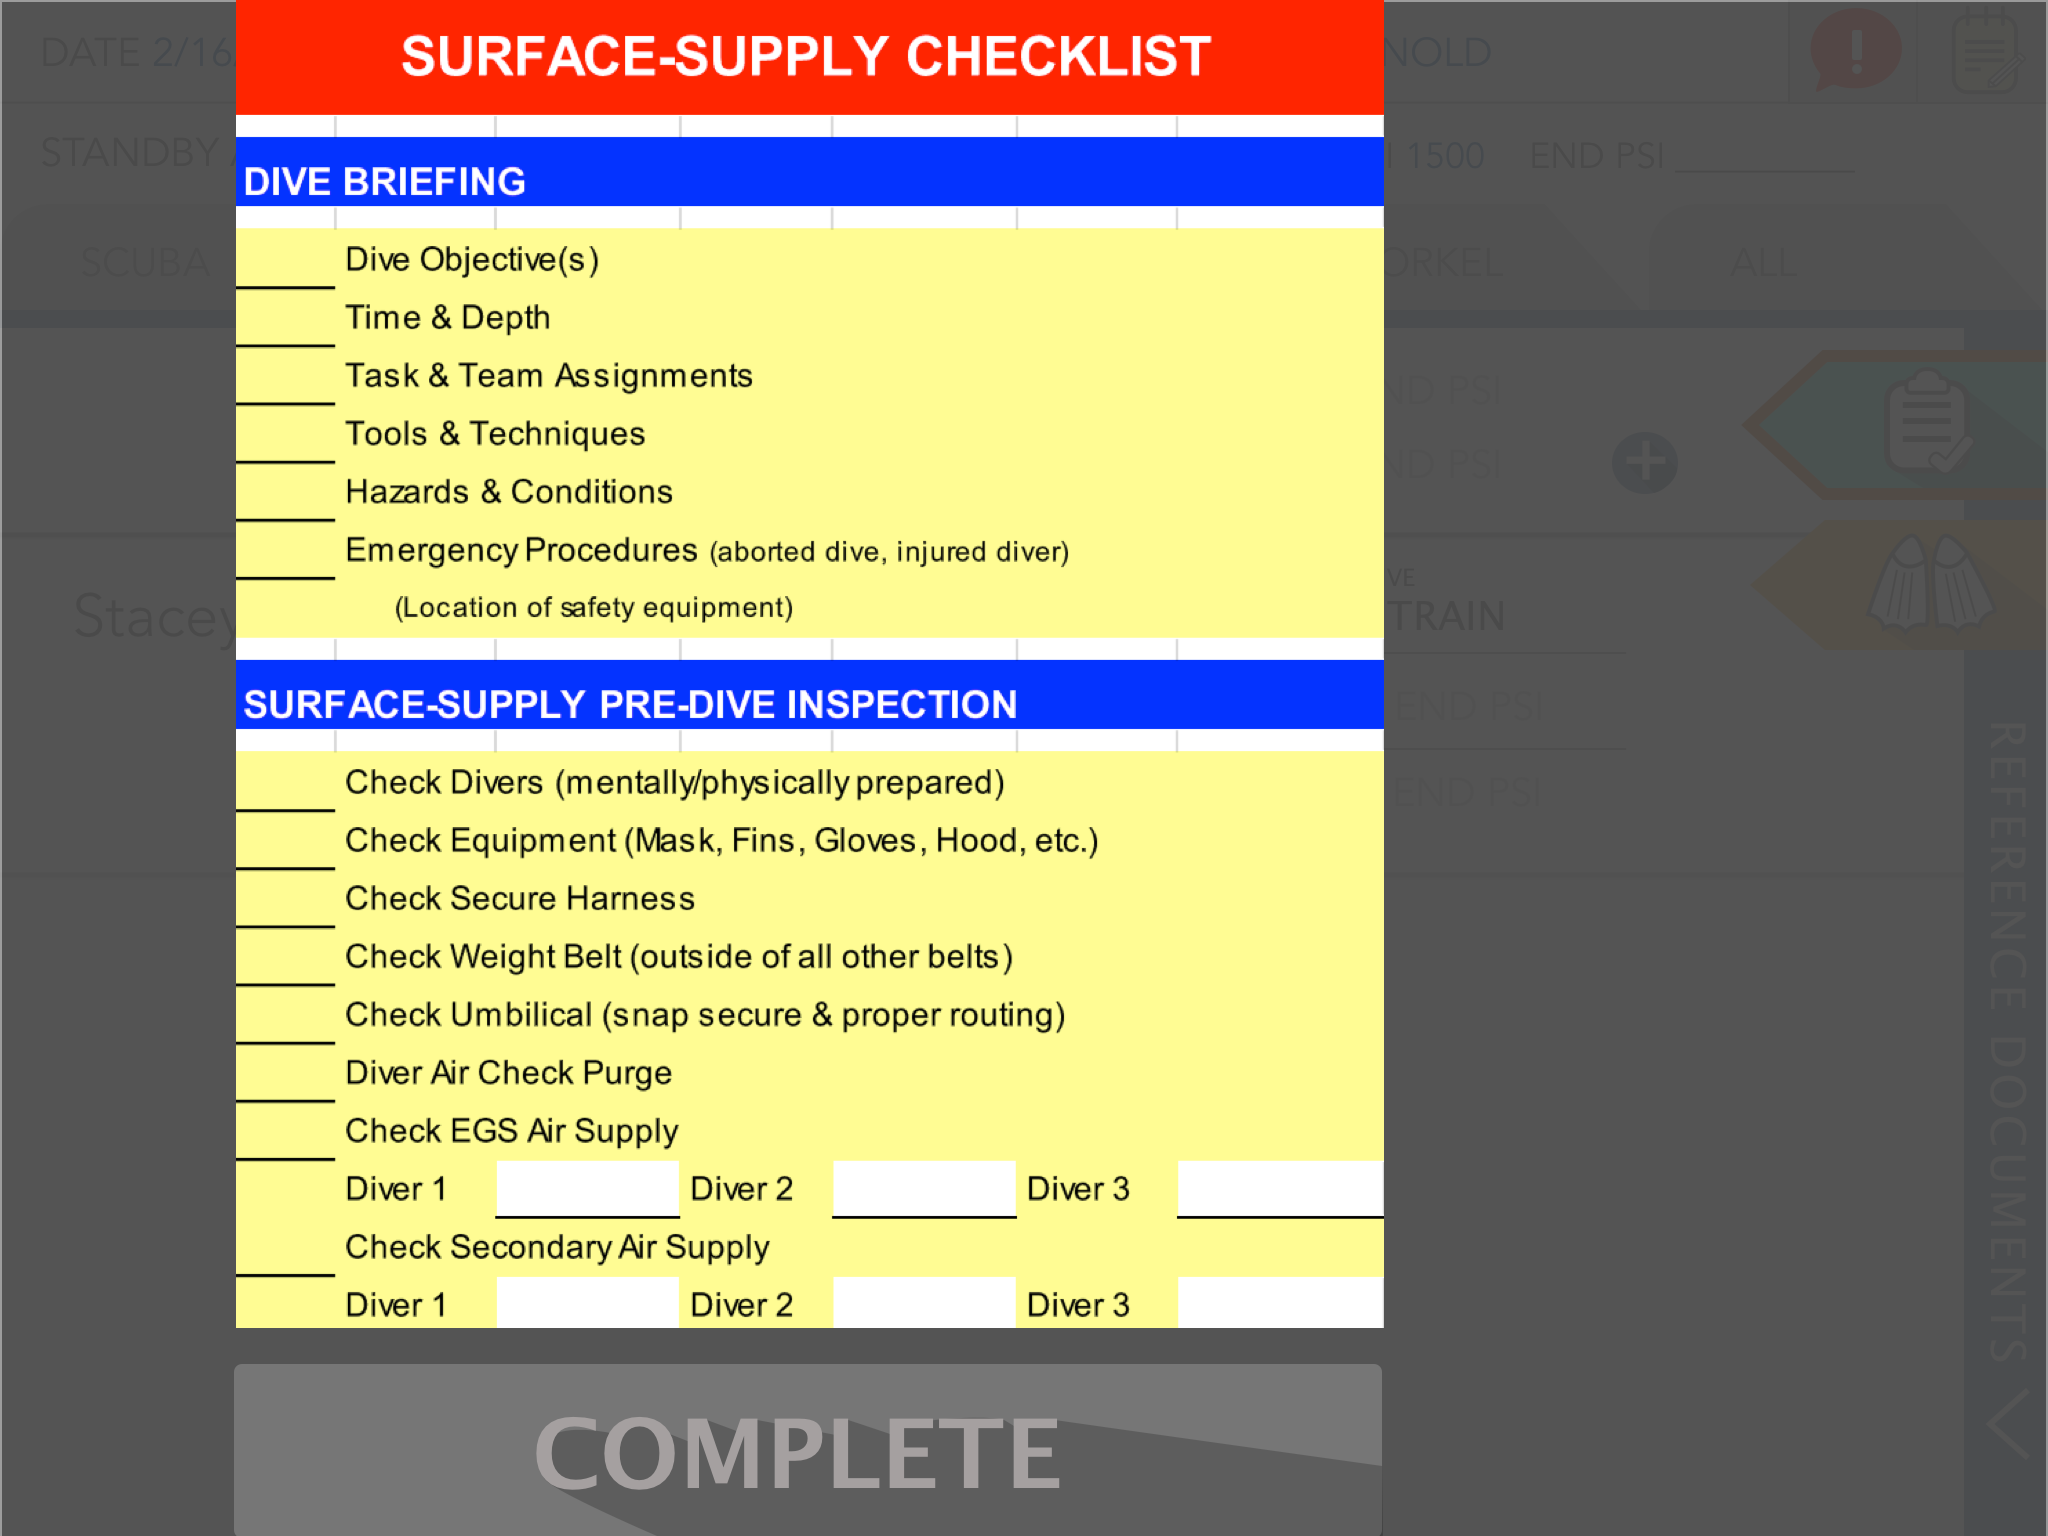 DATE 2/16
NOLD
STANDBY
1500 END PSI
SCUBA
ORKEL
ALL
SURFACE-SUPPLY CHECKLIST
DIVE BRIEFING
Dive Objective(s)
Time & Depth
Task & Team Assignments
Tools & Techniques
Hazards & Conditions
Emergency Procedures (aborted dive, injured diver)
(Location of safety equipment)
SURFACE-SUPPLY PRE-DIVE INSPECTION
Check Divers (mentally/physically prepared)
Check Equipment (Mask, Fins, Gloves, Hood, etc.)
Check Secure Harness
Check Weight Belt (outside of all other belts)
Check Umbilical (snap secure & proper routing)
Diver Air Check Purge
Check EGS Air Supply
Diver 1 Diver 2 Diver 3
Check Secondary Air Supply
Diver 1 Diver 2 Diver 3
COMPLETE
ND PSI
ND PSI
Stacey
VE
TRAIN
END PSI
END PSI
REFERENCE DOCUMENTS